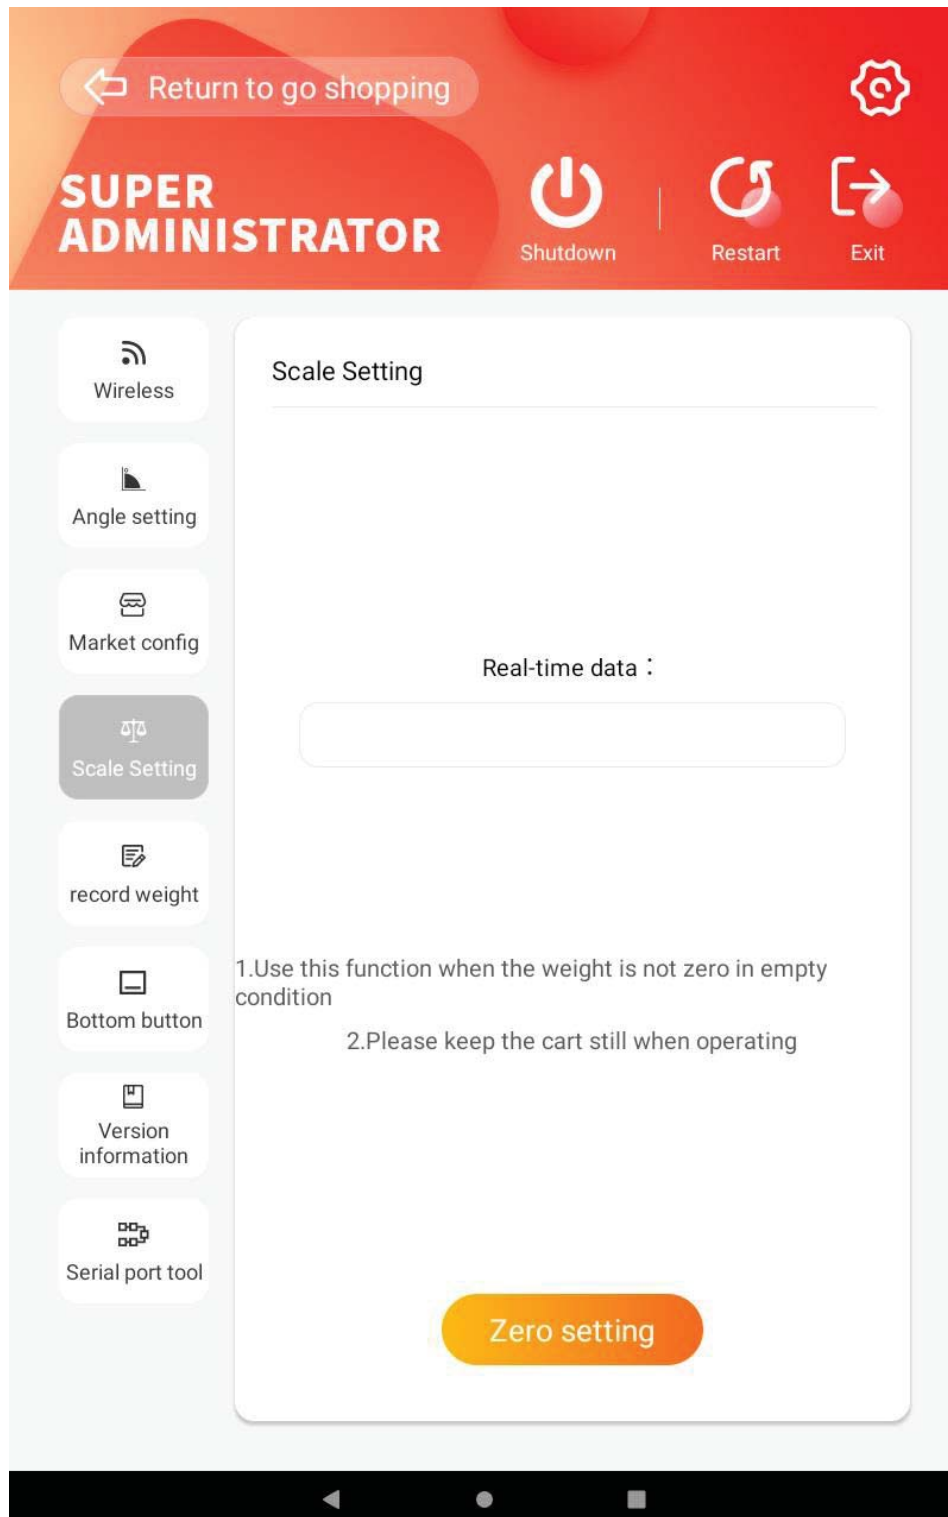 Return to go shopping
SUPER
ADMINISTRATOR
Shutdown
Restart
Exit
Wireless
Angle setting
Market config
Scale Setting
record weight
Bottom button
Version
information
Serial port tool
Scale Setting
Real-time data：
1.Use this function when the weight is not zero in empty
condition
2.Please keep the cart still when operating
Zero setting